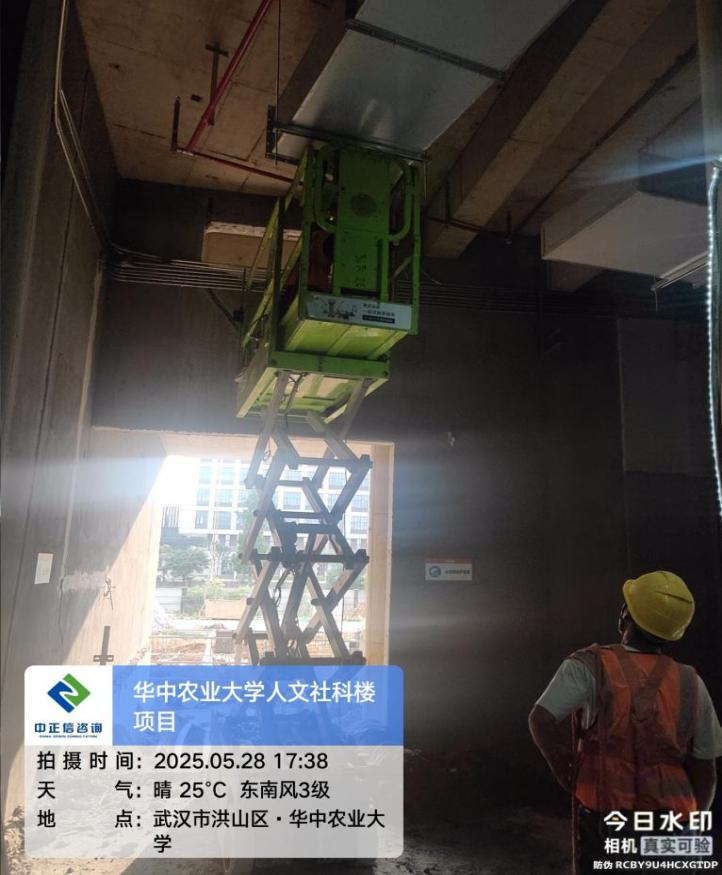 中正信咨询
华中农业大学人文社科楼
项目
拍摄时间：2025.05.28 17:38
天气：晴 25°C 东南风3级
地点：武汉市洪山区·华中农业大
学
今日水印
相机 真实可验
防伪 RCBY9U4HCXGTDP